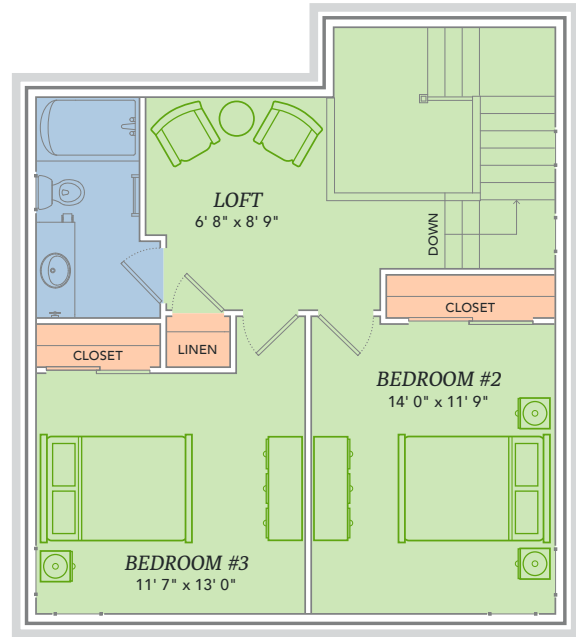 LOFT
6' 8" x 8' 9"
DOWN
CLOSET
CLOSET
LINEN
BEDROOM #2
14' 0" x 11' 9"
BEDROOM #3
11' 7" x 13' 0"